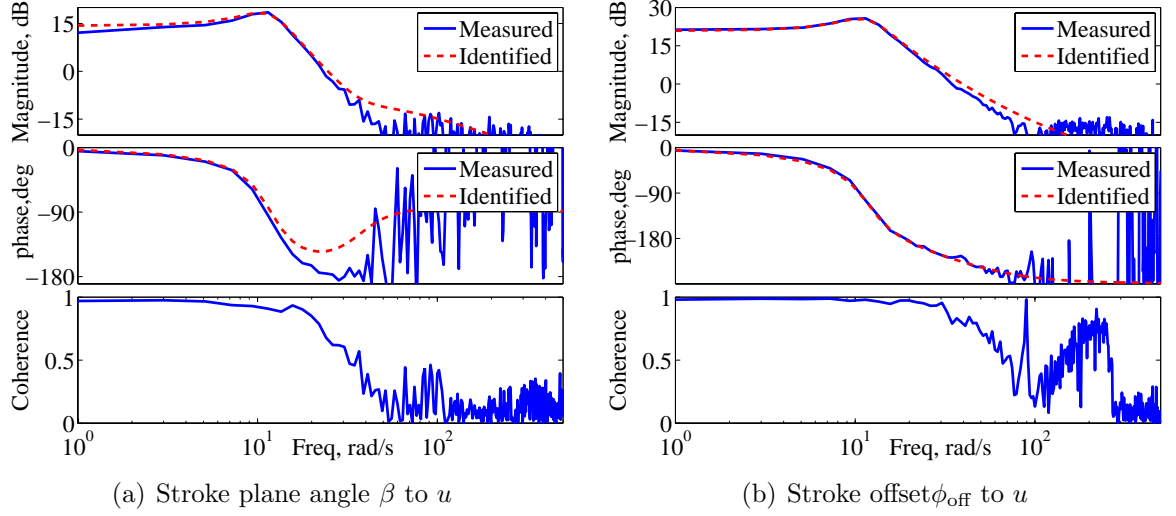 Magnitude, dB
15
0
−15
Measured
Identified
phase,deg
0
−90
−180
Measured
Identified
Coherence
1
0.5
0
10^0
10^1
10^2
Freq, rad/s
(a) Stroke plane angle β to u
Magnitude, dB
30
15
0
−15
Measured
Identified
phase,deg
0
−90
−180
Measured
Identified
Coherence
1
0.5
0
10^0
10^1
10^2
Freq, rad/s
(b) Stroke offsetϕ_off to u